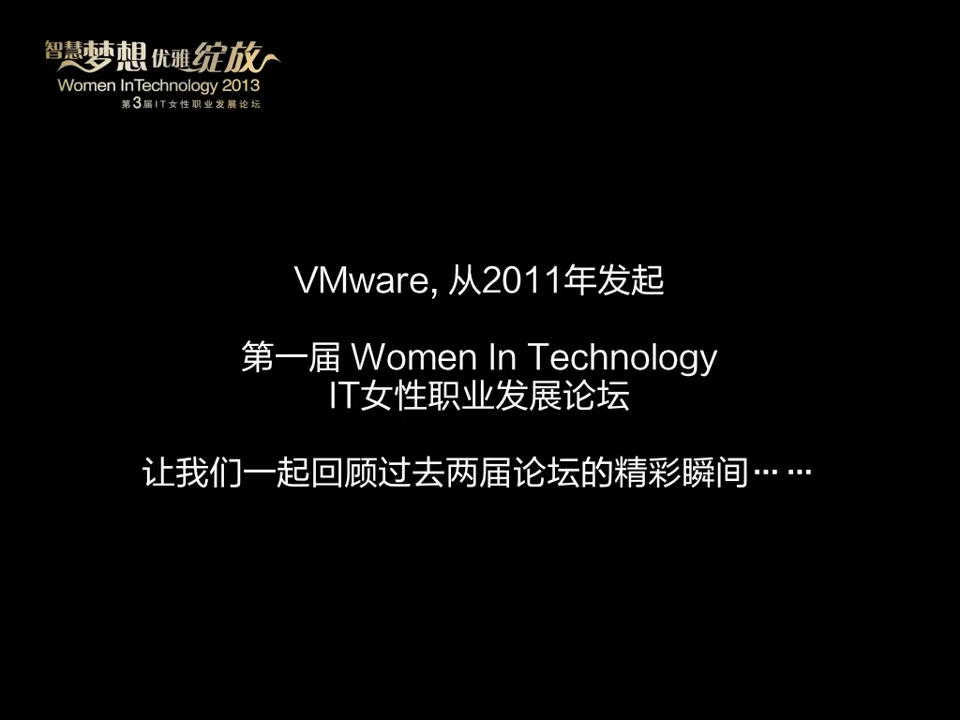 智慧梦想 优雅绽放
Women InTechnology 2013
第3届IT女性职业发展论坛
VMware, 从2011年发起
第一届 Women In Technology
IT女性职业发展论坛
让我们一起回顾过去两届论坛的精彩瞬间……